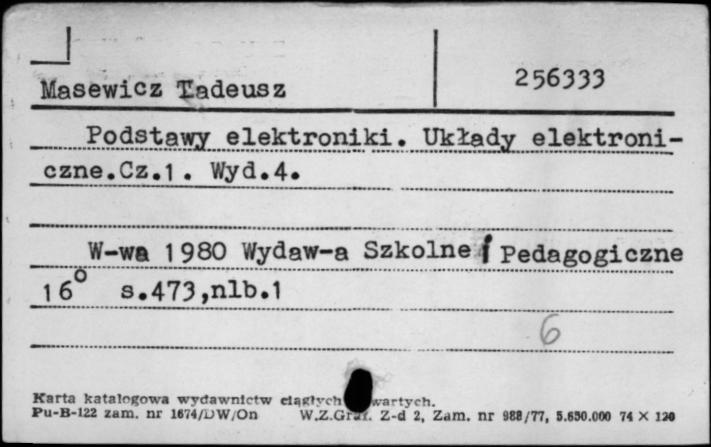 Masewicz Tadeusz 256333
Podstawy elektroniki. Układy elektroni-
czne.Cz.1. Wyd.4.
W-wa 1980 Wydaw-a Szkolne i Pedagogiczne
16° s.473,nlb.1
6
Karta katalogowa wydawnictw ciągłych wartych.
Pu-B-122 zam. nr 1674/DW/On W.Z.Graf. Z-d 2, Zam. nr 988/77, 5.650.000 74 X 120